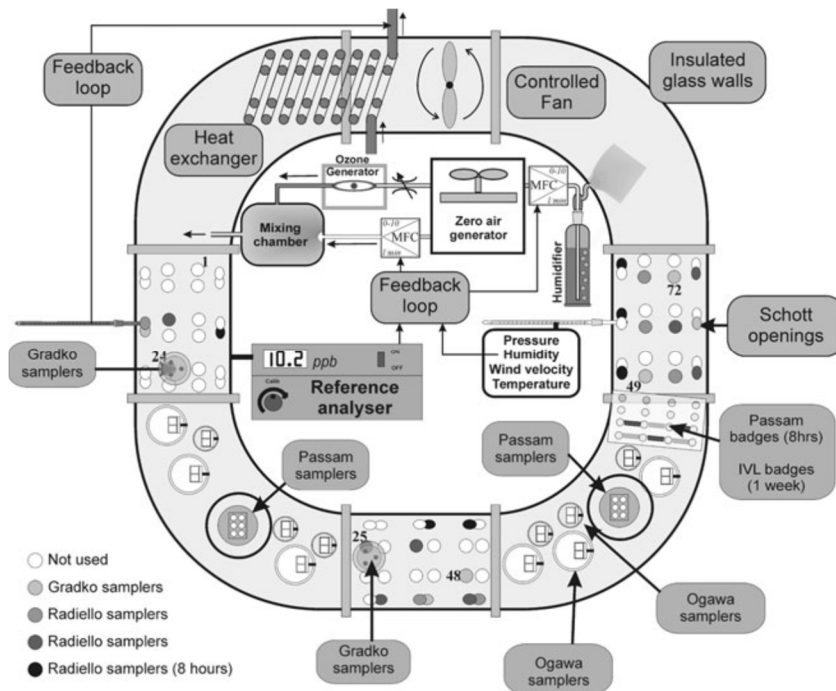 Feedback
loop
Controlled
Fan
Insulated
glass walls
Heat
exchanger
Ozone
Generator
Mixing
chamber
0-10
MFC
l min
Zero air
generator
0-10
MFC
l min
Humidifier
1
Feedback
loop
72
Schott
openings
Gradko
samplers
24
10.2 ppb
ON
OFF
Calib
Reference
analyser
Pressure
Humidity
Wind velocity
Temperature
49
Passam
badges (8hrs)
IVL badges
(1 week)
Passam
samplers
Passam
samplers
25
48
Not used
Gradko samplers
Radiello samplers
Radiello samplers
Radiello samplers (8 hours)
Gradko
samplers
Ogawa
samplers
Ogawa
samplers